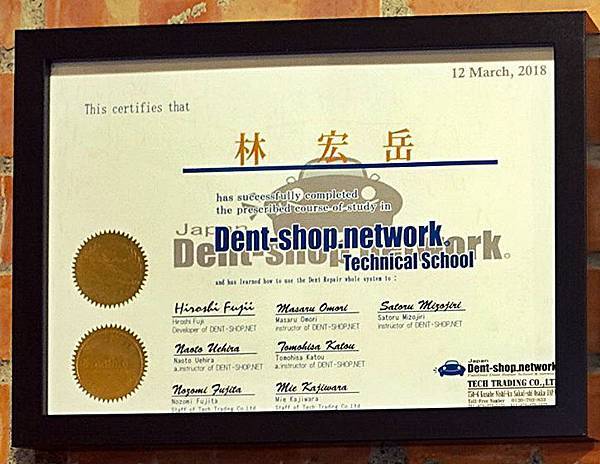 12 March, 2018
This certifies that
林 宏岳
has successfully completed
the prescribed course of study in
Japan
Dent-shop.network.
Dent-shop.network.
Technical School
and has learned how to use the Dent Repair whole system to :
Hiroshi Fujii
Hiroshi Fuji
Developer of DENT-SHOP.NET
Masaru Omori
Masaru Omori
instructor of DENT-SHOP.NET
Satoru Mizojiri
Satoru Mizojiri
instructor of DENT-SHOP.NET
Naoto Uehira
Naoto Uehira
a.instructor of DENT-SHOP.NET
Tomohisa Katou
Tomohisa Katou
a.instructor of DENT-SHOP.NET
Nozomi Fujita
Nozomi Fujita
Staff of Tech Trading Co Ltd
Mie Kajiwara
Mie Kajiwara
Staff of Tech Trading Co Ltd
Japan
Dent-shop.network
TECH TRADING CO.,LT